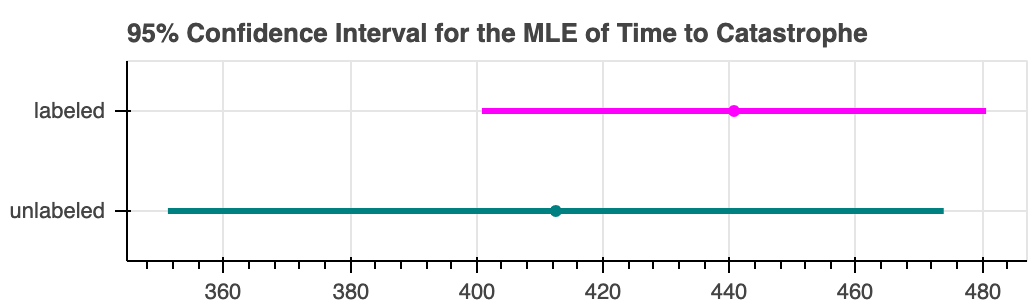 95% Confidence Interval for the MLE of Time to Catastrophe
labeled
unlabeled
360 380 400 420 440 460 480